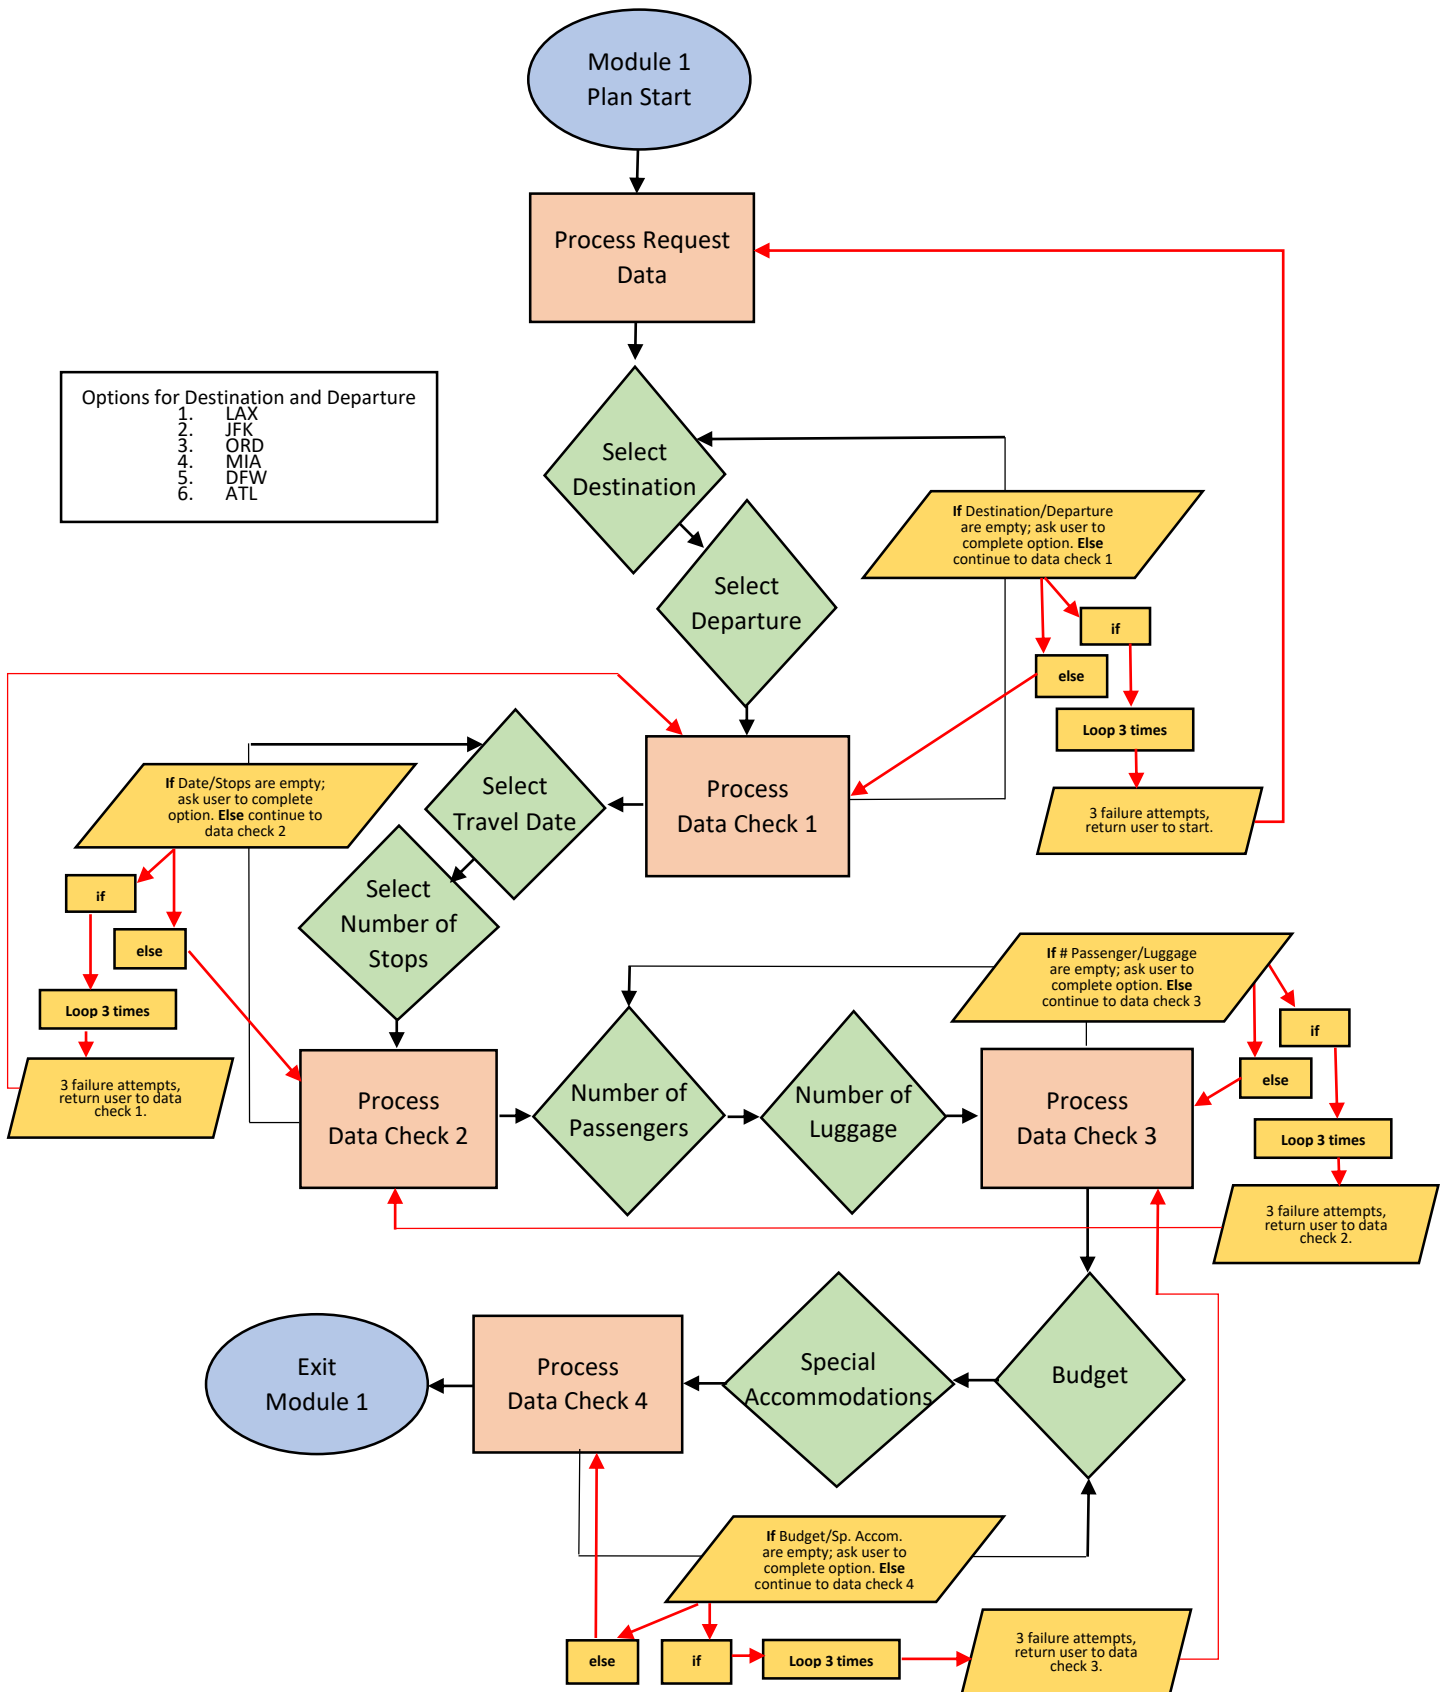 Module 1
Plan Start
Process Request
Data
Options for Destination and Departure
1. LAX
2. JFK
3. ORD
4. MIA
5. DFW
6. ATL
Select
Destination
If Destination/Departure
are empty; ask user to
complete option. Else
continue to data check 1
Select
Departure
if
else
Loop 3 times
3 failure attempts,
return user to start.
Process
Data Check 1
Select
Travel Date
If Date/Stops are empty;
ask user to complete
option. Else continue to
data check 2
if
else
Loop 3 times
3 failure attempts,
return user to data
check 1.
Select
Number of
Stops
Process
Data Check 2
Number of
Passengers
Number of
Luggage
Process
Data Check 3
If # Passenger/Luggage
are empty; ask user to
complete option. Else
continue to data check 3
if
else
Loop 3 times
3 failure attempts,
return user to data
check 2.
Budget
Special
Accommodations
Process
Data Check 4
Exit
Module 1
If Budget/Sp. Accom.
are empty; ask user to
complete option. Else
continue to data check 4
else
if
Loop 3 times
3 failure attempts,
return user to data
check 3.